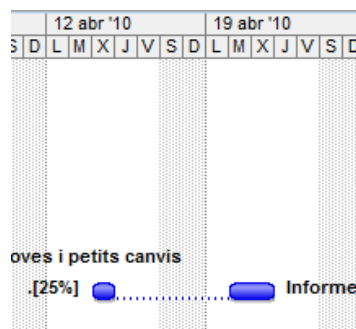 12 abr '10 19 abr '10
S D L M X J V S D L M X J V S D
oves i petits canvis
.[25%] Informe